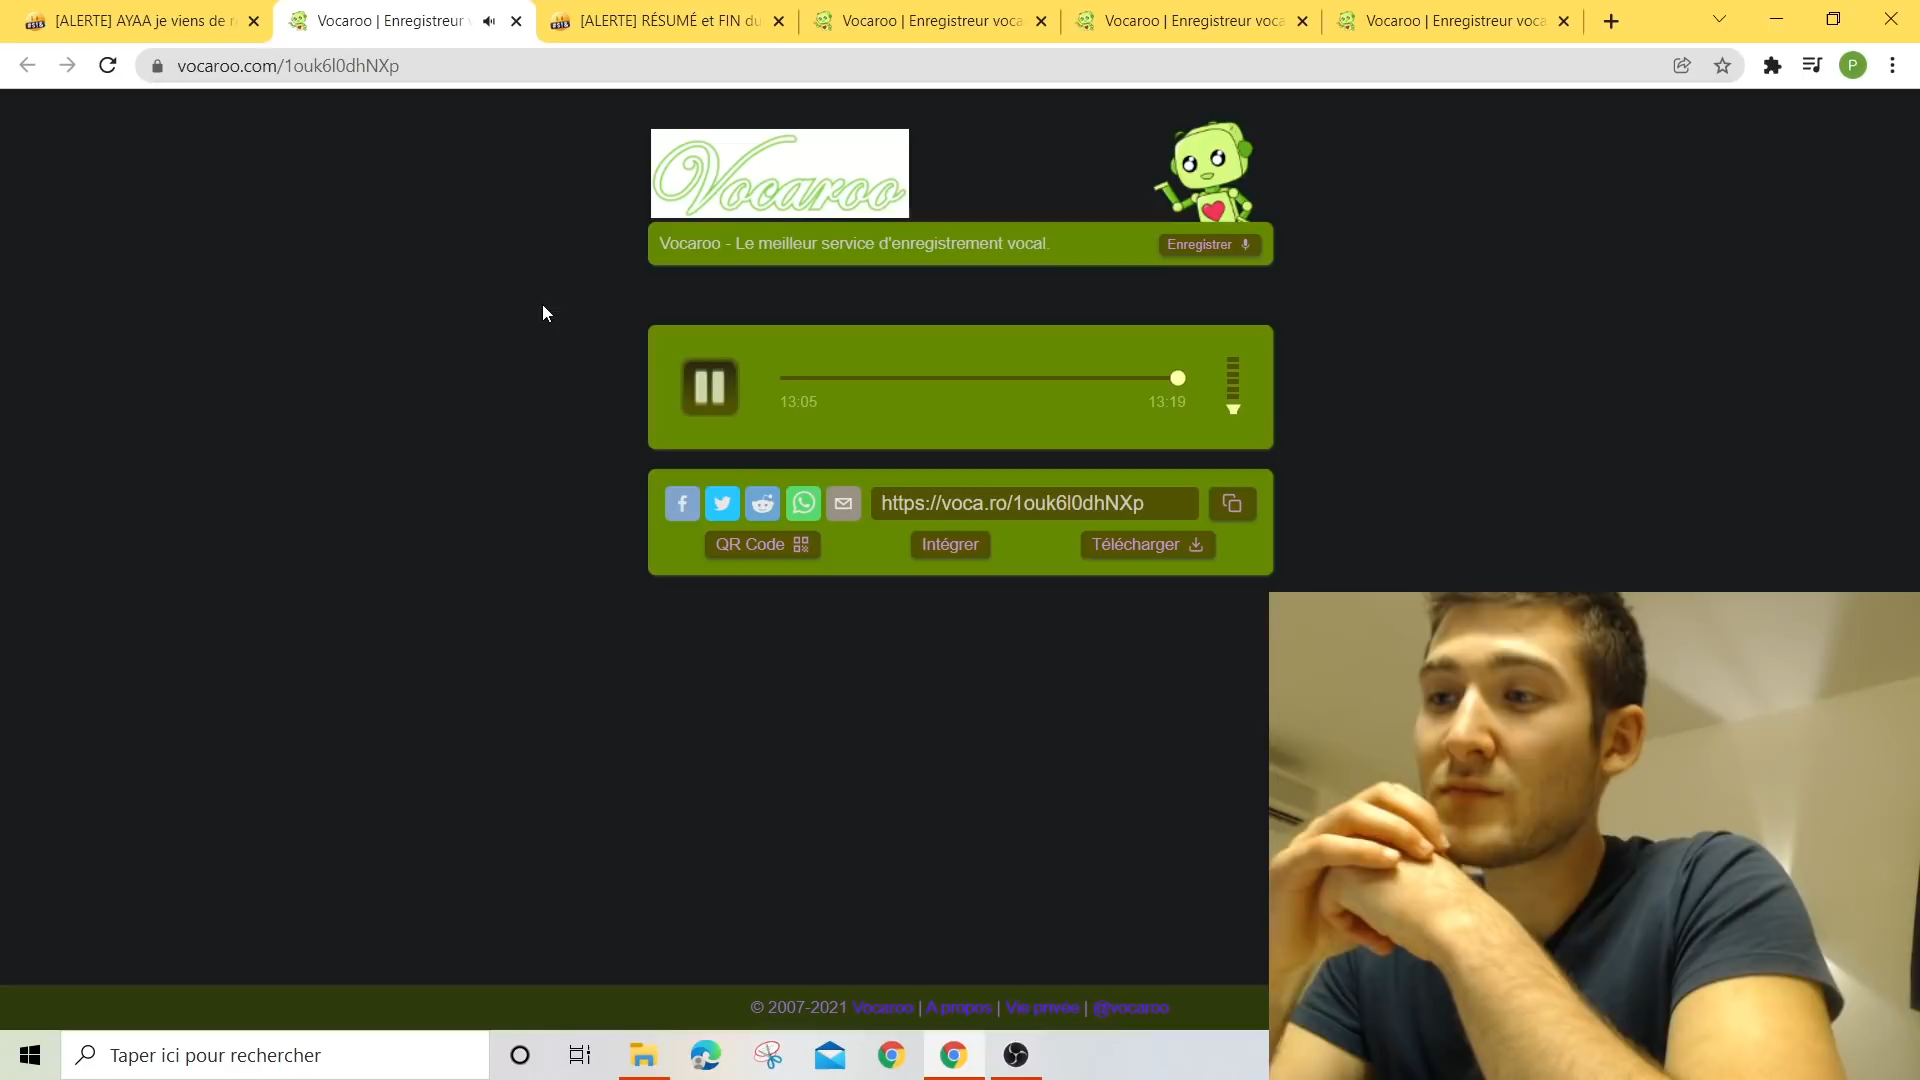 [ALERTE] AYAA je viens de r
Vocaroo | Enregistreur v
[ALERTE] RÉSUMÉ et FIN du
Vocaroo | Enregistreur voca
Vocaroo | Enregistreur voca
Vocaroo | Enregistreur voca
vocaroo.com/1ouk6l0dhNXp
P
Vocaroo
Vocaroo - Le meilleur service d'enregistrement vocal.
Enregistrer
13:05
13:19
https://voca.ro/1ouk6l0dhNXp
QR Code
Intégrer
Télécharger
© 2007-2021 Vocaroo | A propos | Vie privée | @vocaroo
Taper ici pour rechercher